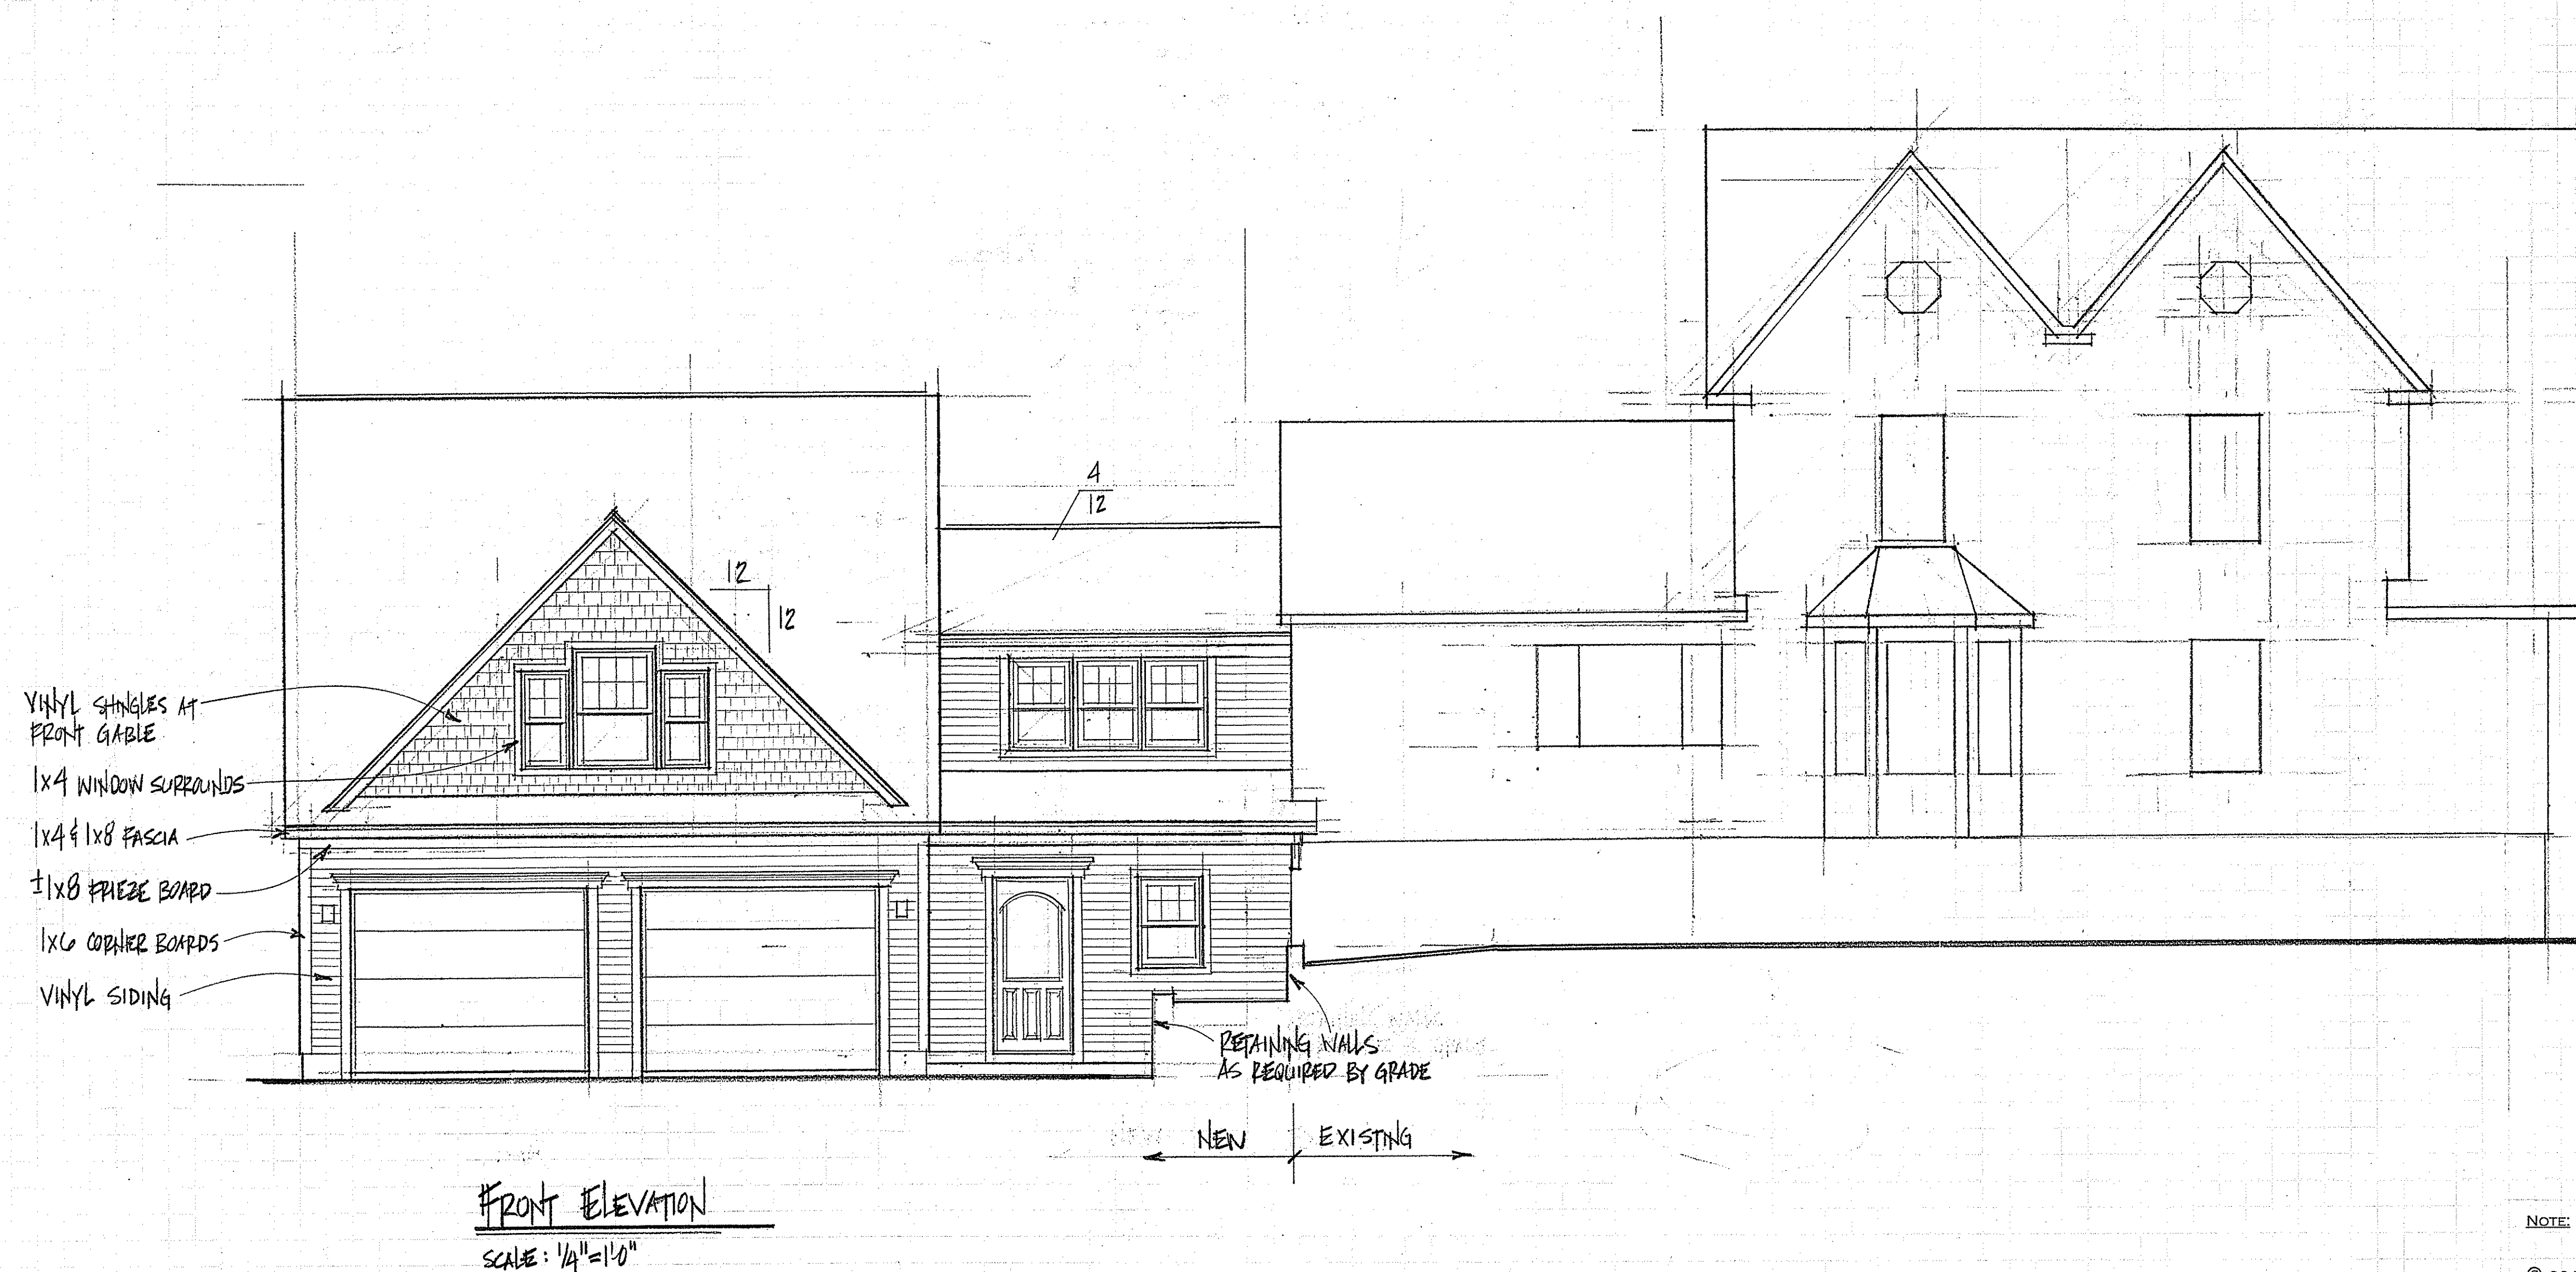 4
12
12
12
VINYL SHINGLES AT
FRONT GABLE
1x4 WINDOW SURROUNDS
1x4 & 1x8 FASCIA
±1x8 FRIEZE BOARD
1x6 CORNER BOARDS
VINYL SIDING
RETAINING WALLS
AS REQUIRED BY GRADE
NEW
EXISTING
FRONT ELEVATION
SCALE: 1/4"=1'0"
NOTE: